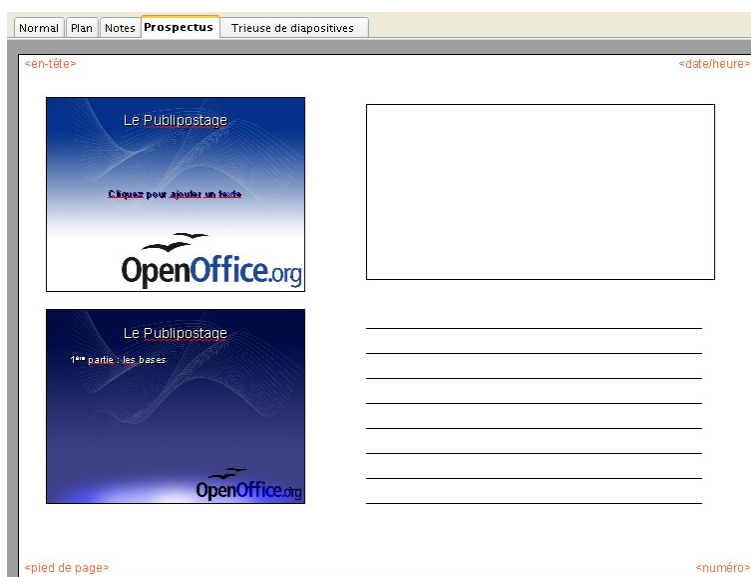 Normal Plan Notes Prospectus Trieuse de diapositives
<en-tête> <date/heure>
Le Publipostage
Cliquez pour ajouter un texte
OpenOffice.org
Le Publipostage
1ère partie : les bases
OpenOffice.org
<pied de page> <numéro>